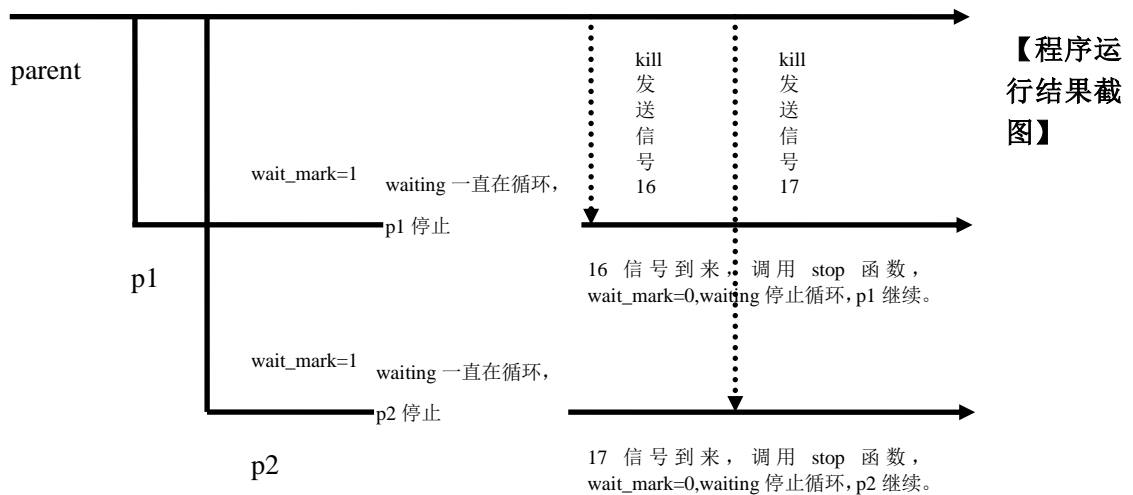 parent
【程序运
行结果截
图】
kill
发
送
信
号
16
kill
发
送
信
号
17
wait_mark=1
waiting 一直在循环，
p1 停止
p1
16 信号到来，调用 stop 函数，
wait_mark=0,waiting 停止循环,p1 继续。
wait_mark=1
waiting 一直在循环，
p2 停止
p2
17 信号到来，调用 stop 函数，
wait_mark=0,waiting 停止循环,p2 继续。